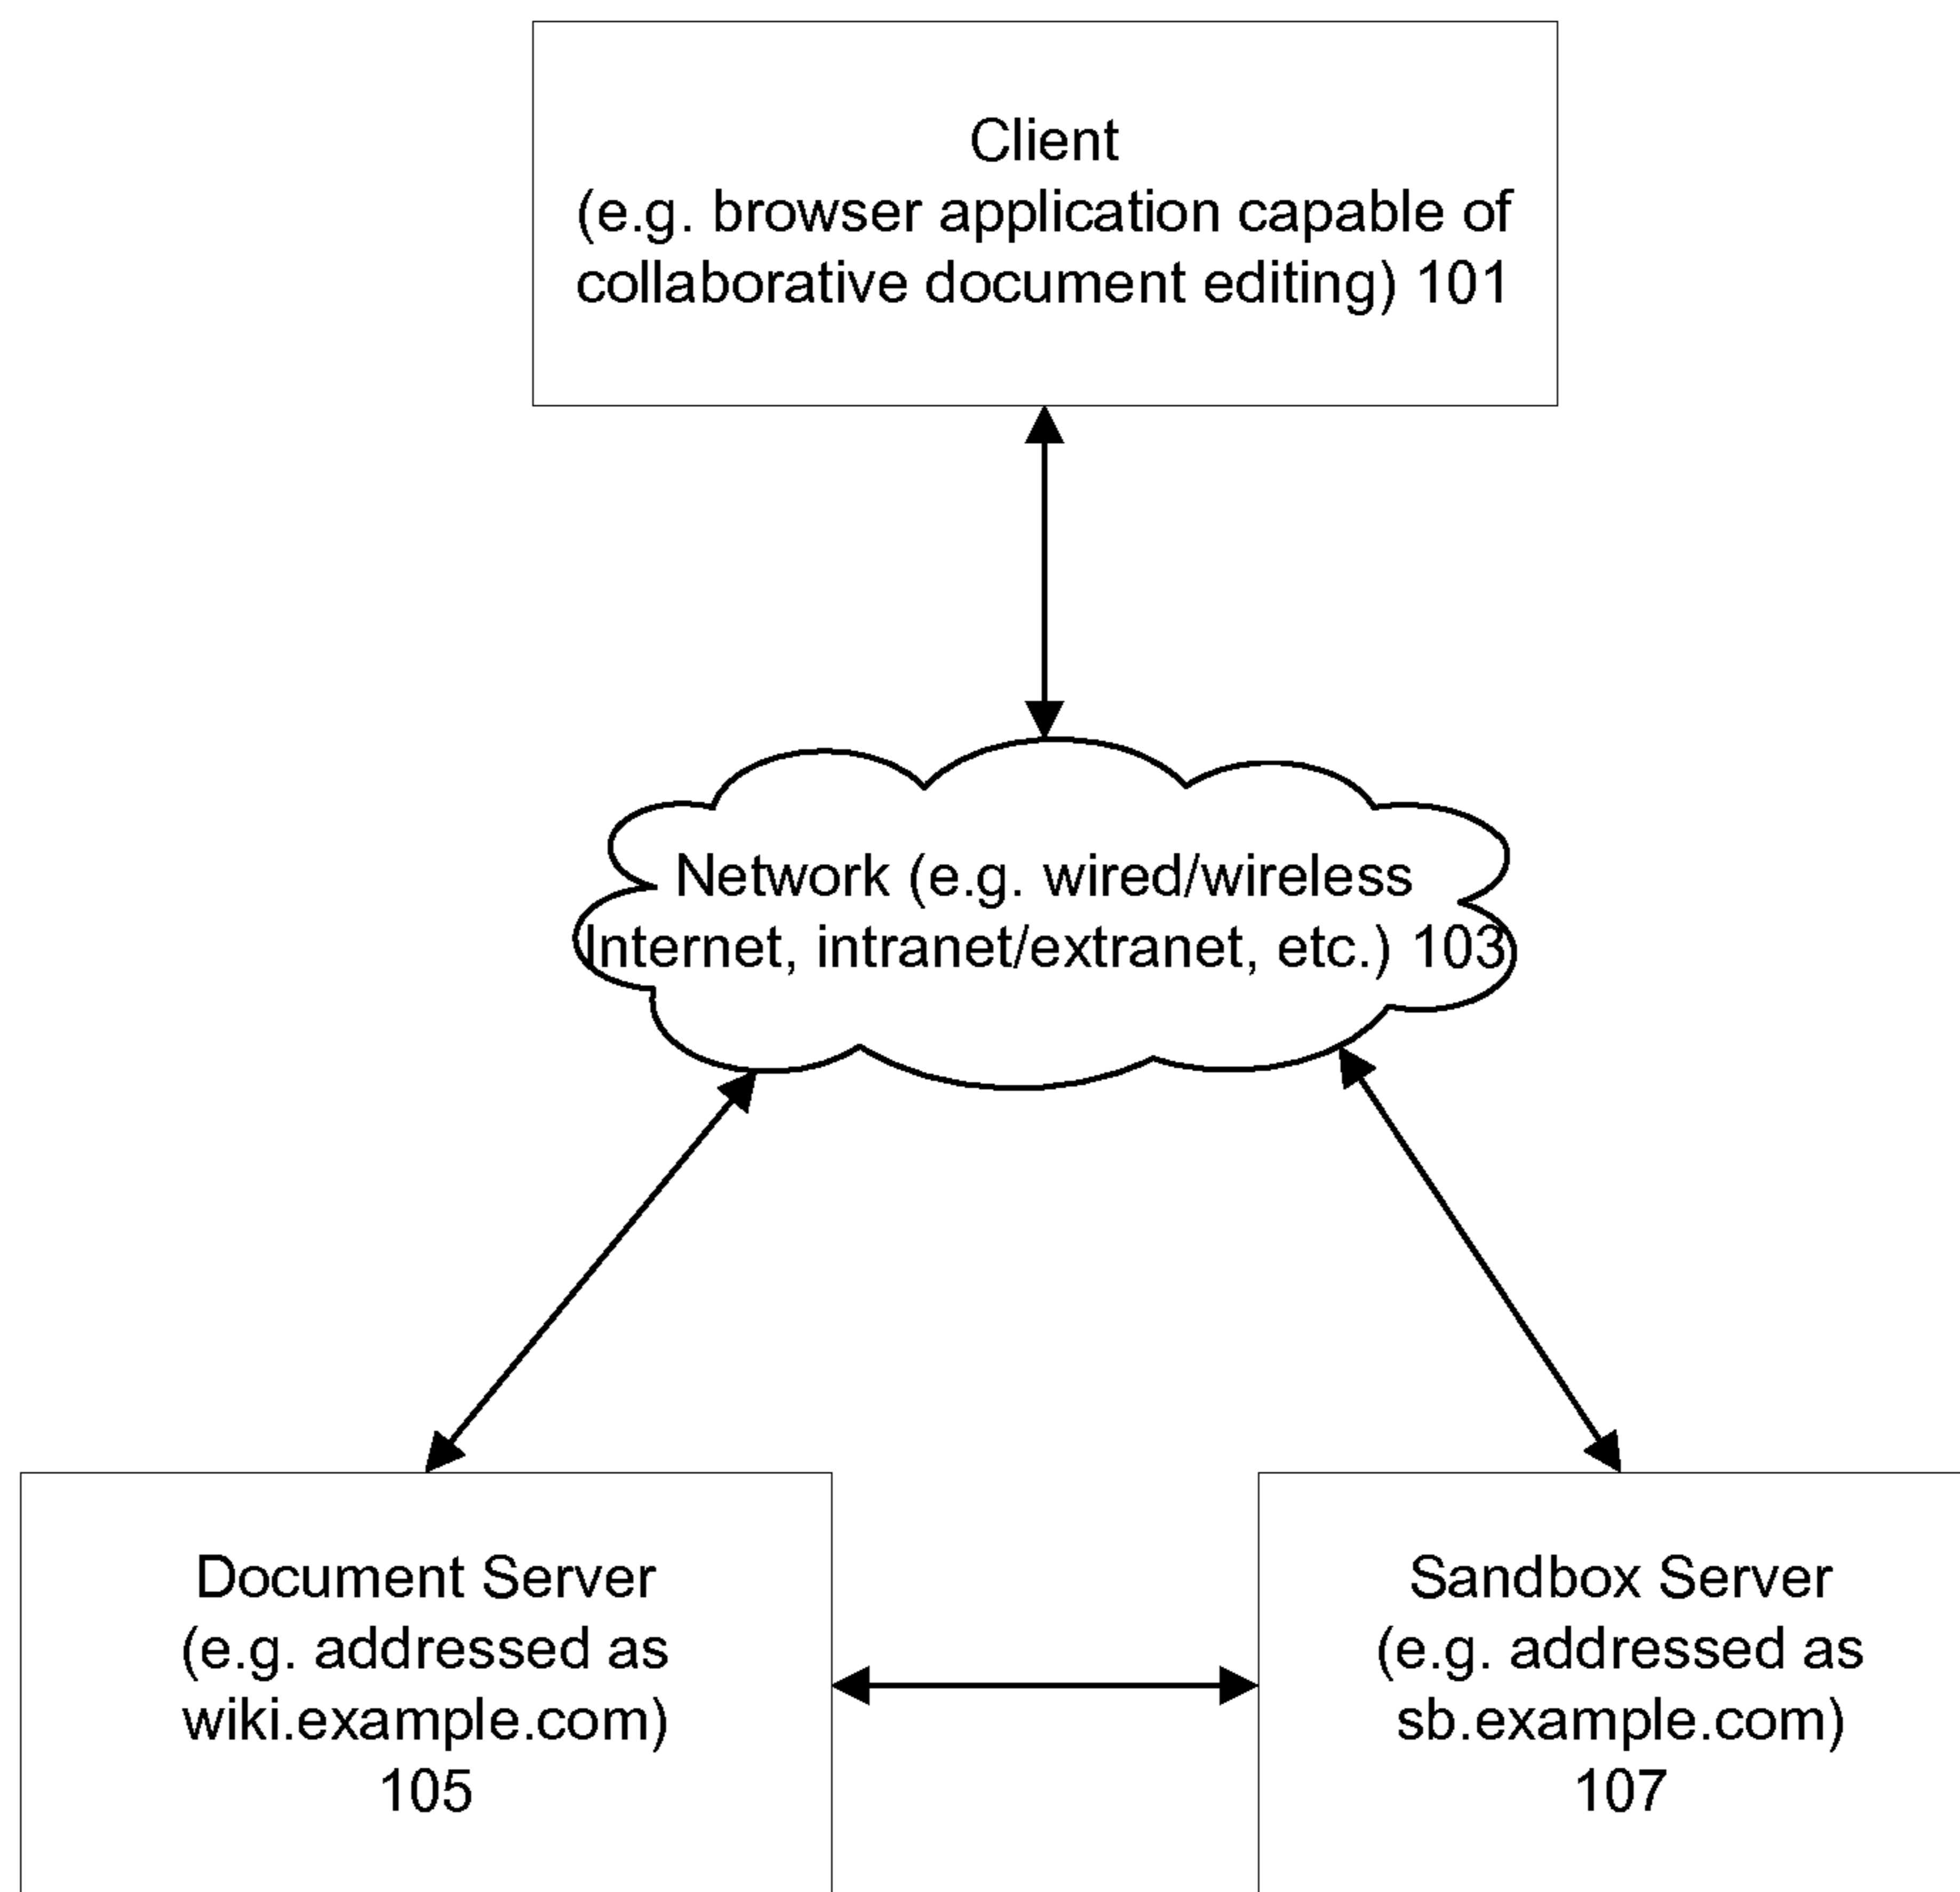 Client
(e.g. browser application capable of
collaborative document editing) 101
Network (e.g. wired/wireless
Internet, intranet/extranet, etc.) 103
Document Server
(e.g. addressed as
wiki.example.com)
105
Sandbox Server
(e.g. addressed as
sb.example.com)
107